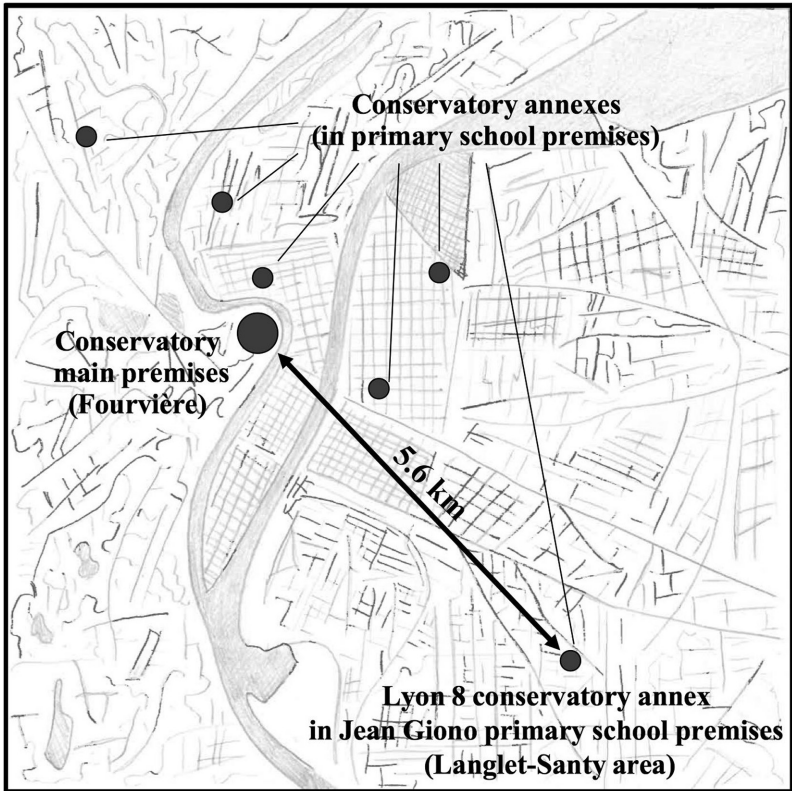 Conservatory annexes
(in primary school premises)
Conservatory
main premises
(Fourvière)
5.6 km
Lyon 8 conservatory annex
in Jean Giono primary school premises
(Langlet-Santy area)